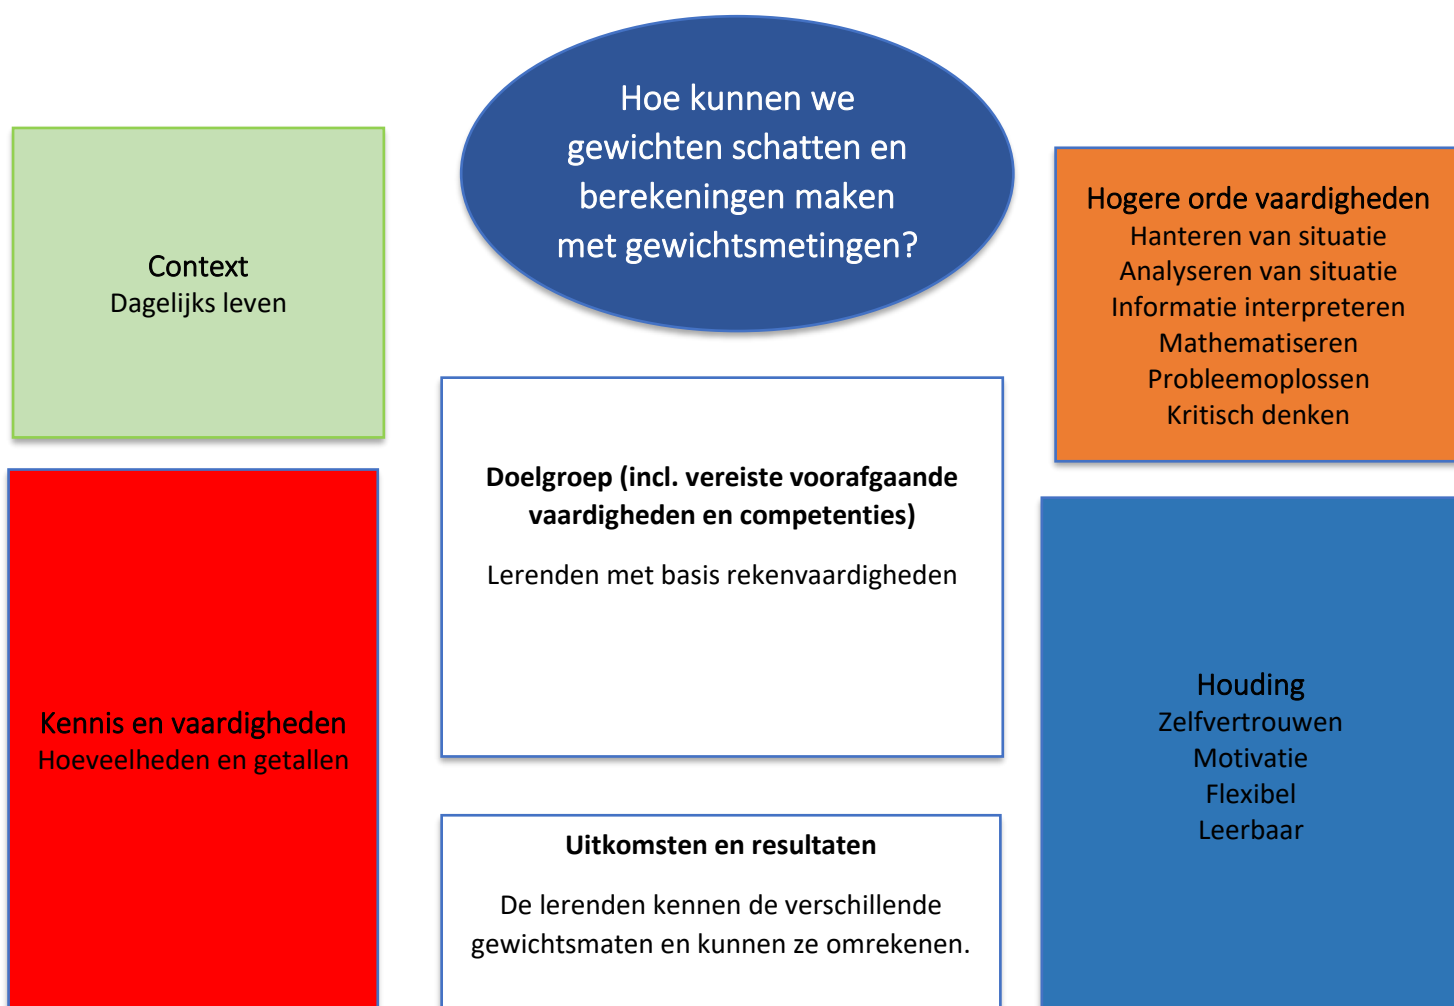 Hoe kunnen we
gewichten schatten en
berekeningen maken
met gewichtsmetingen?
Context
Dagelijks leven
Hogere orde vaardigheden
Hanteren van situatie
Analyseren van situatie
Informatie interpreteren
Mathematiseren
Probleemoplossen
Kritisch denken
Doelgroep (incl. vereiste voorafgaande
vaardigheden en competenties)
Lerenden met basis rekenvaardigheden
Kennis en vaardigheden
Hoeveelheden en getallen
Houding
Zelfvertrouwen
Motivatie
Flexibel
Leerbaar
Uitkomsten en resultaten
De lerenden kennen de verschillende
gewichtsmaten en kunnen ze omrekenen.